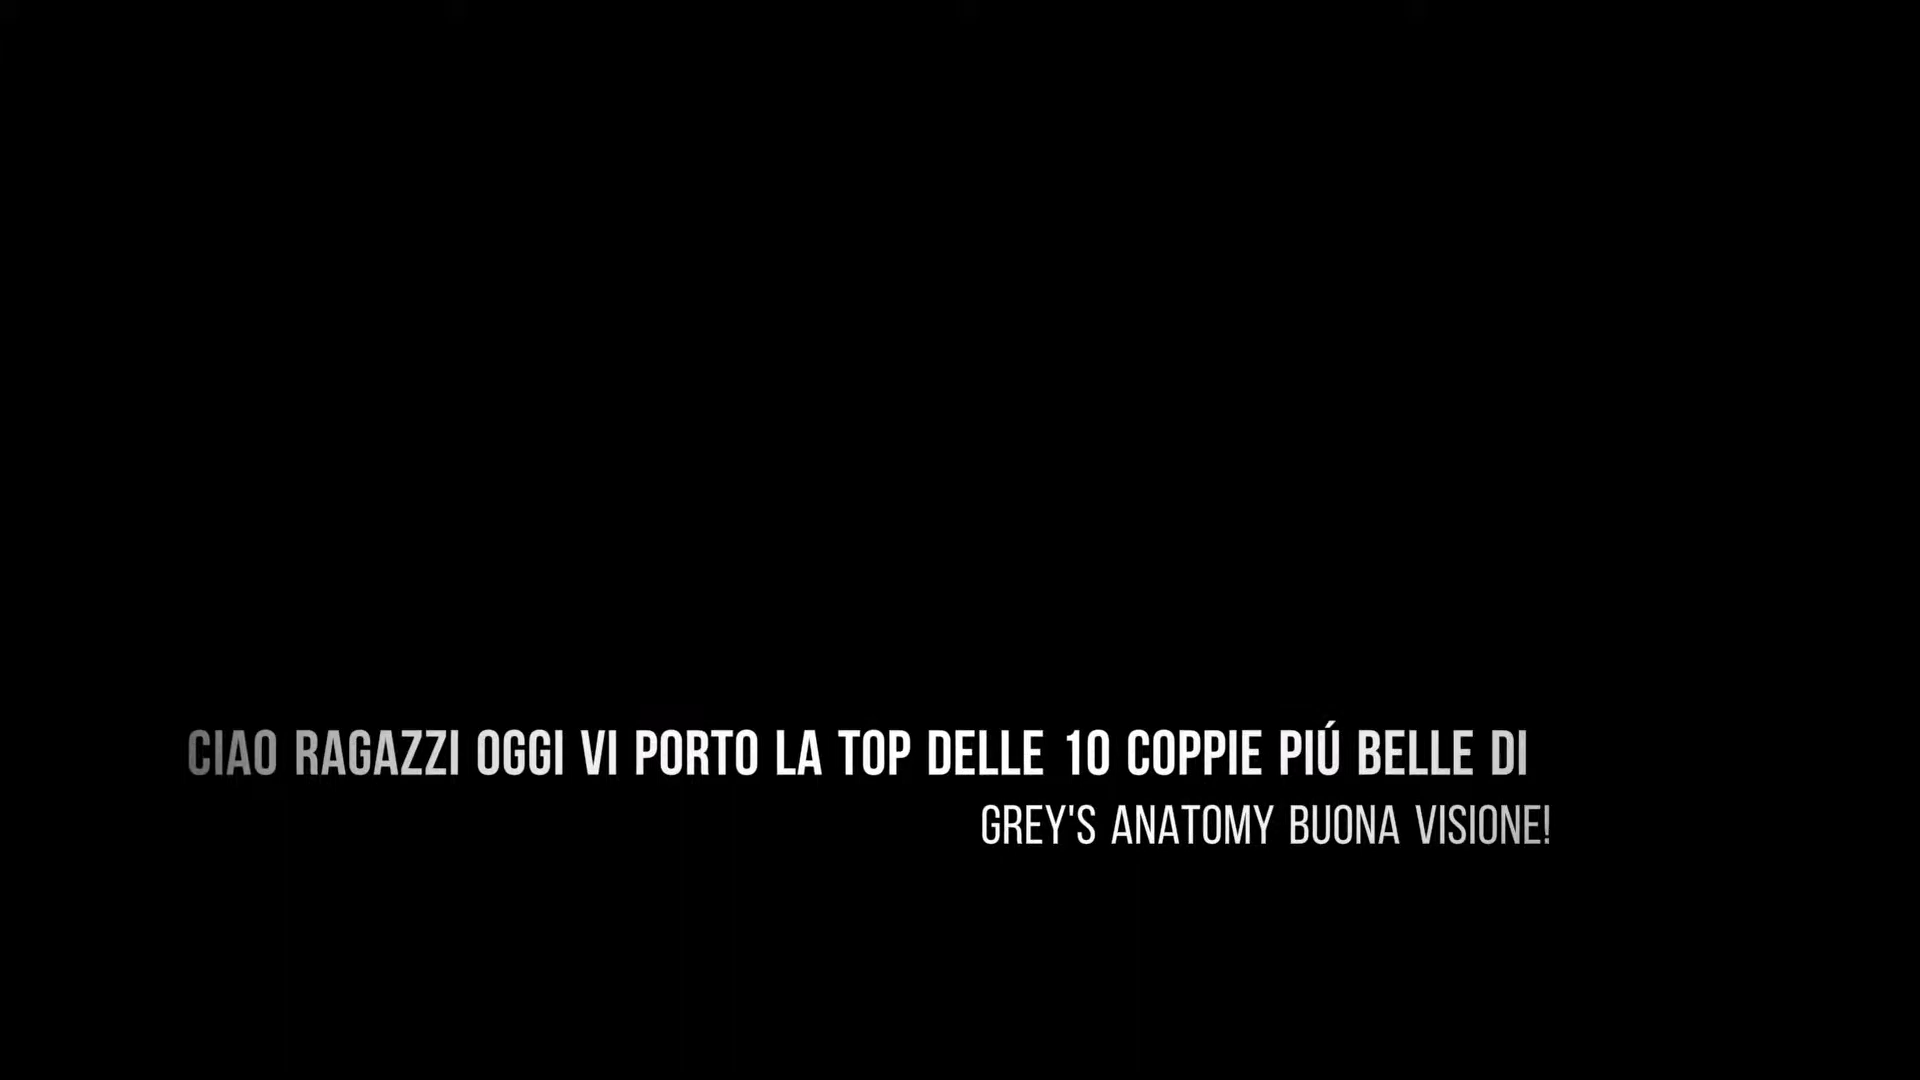 CIAO RAGAZZI OGGI VI PORTO LA TOP DELLE 10 COPPIE PIÚ BELLE DI
GREY'S ANATOMY BUONA VISIONE!